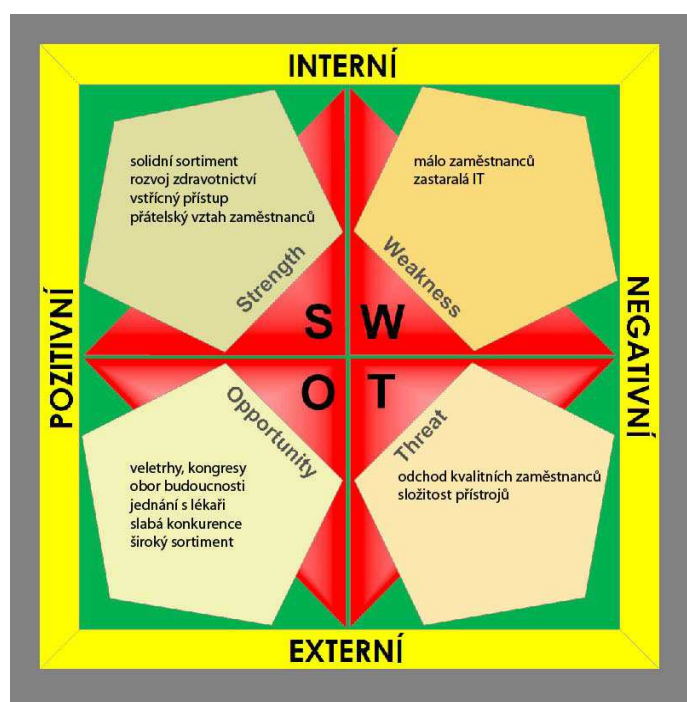 INTERNÍ
solidní sortiment
rozvoj zdravotnictví
vstřícný přístup
přátelský vztah zaměstnanců
málo zaměstnanců
zastaralá IT
Strength
Weakness
S
W
POZITIVNÍ
NEGATIVNÍ
O
T
Opportunity
Threat
veletrhy, kongresy
obor budoucnosti
jednání s lékaři
slabá konkurence
široký sortiment
odchod kvalitních zaměstnanců
složitost přístrojů
EXTERNÍ